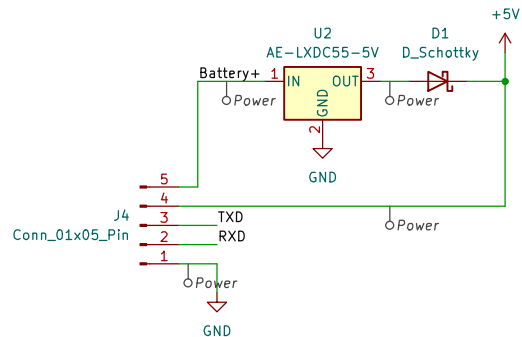 +5V
U2
AE-LXDC55-5V
D1
D_Schottky
Battery+
1
IN
OUT
3
GND
2
Power
Power
GND
5
4
J4
Conn_01x05_Pin
3
TXD
2
RXD
1
Power
Power
GND